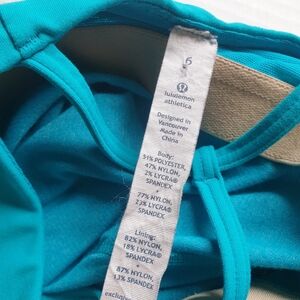 6
lululemon
athletica
Designed in
Vancouver
Made in
China
Body:
51% POLYESTER,
47% NYLON,
2% LYCRA®
SPANDEX
+
77% NYLON,
23% LYCRA®
SPANDEX
Lining:
82% NYLON,
18% LYCRA®
SPANDEX
+
87% NYLON,
13% SPANDEX